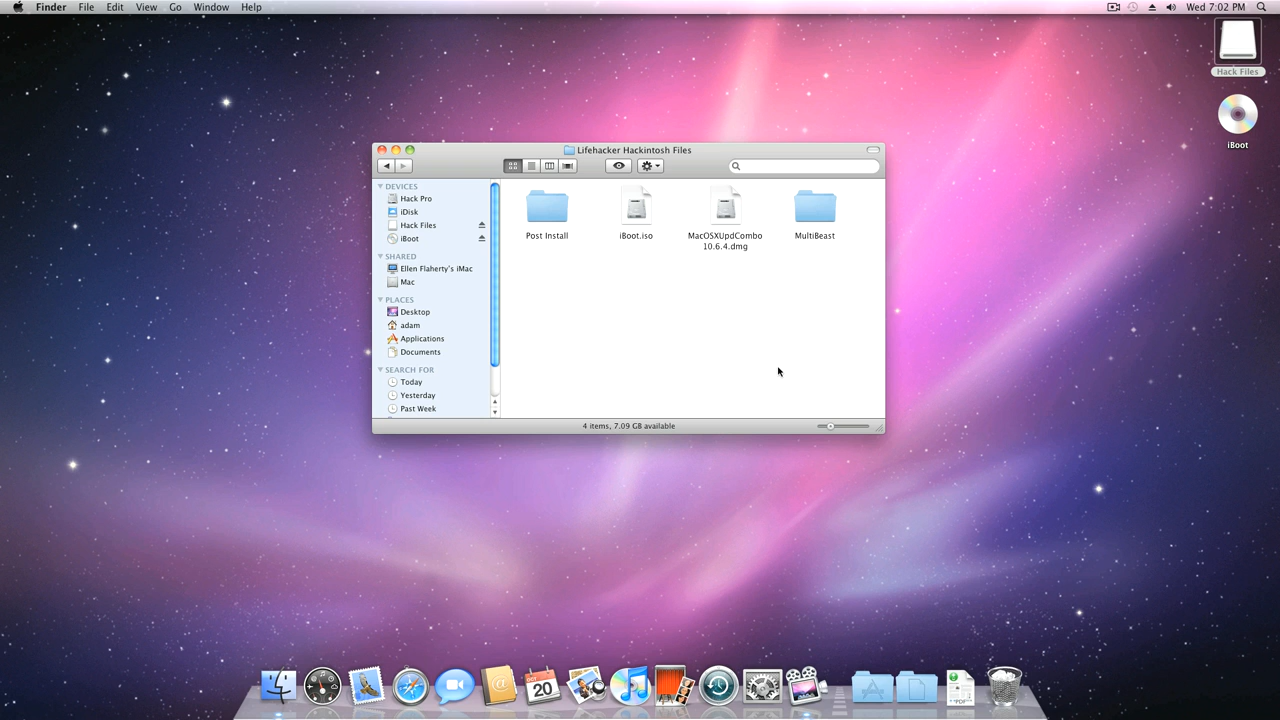 Finder File Edit View Go Window Help
Wed 7:02 PM
Hack Files
iBoot
Lifehacker Hackintosh Files
DEVICES
Hack Pro
iDisk
Hack Files
iBoot
SHARED
Ellen Flaherty's iMac
Mac
PLACES
Desktop
adam
Applications
Documents
SEARCH FOR
Today
Yesterday
Past Week
Post Install
iBoot.iso
MacOSXUpdCombo
10.6.4.dmg
MultiBeast
4 items, 7.09 GB available
@
OCT
20
PDF